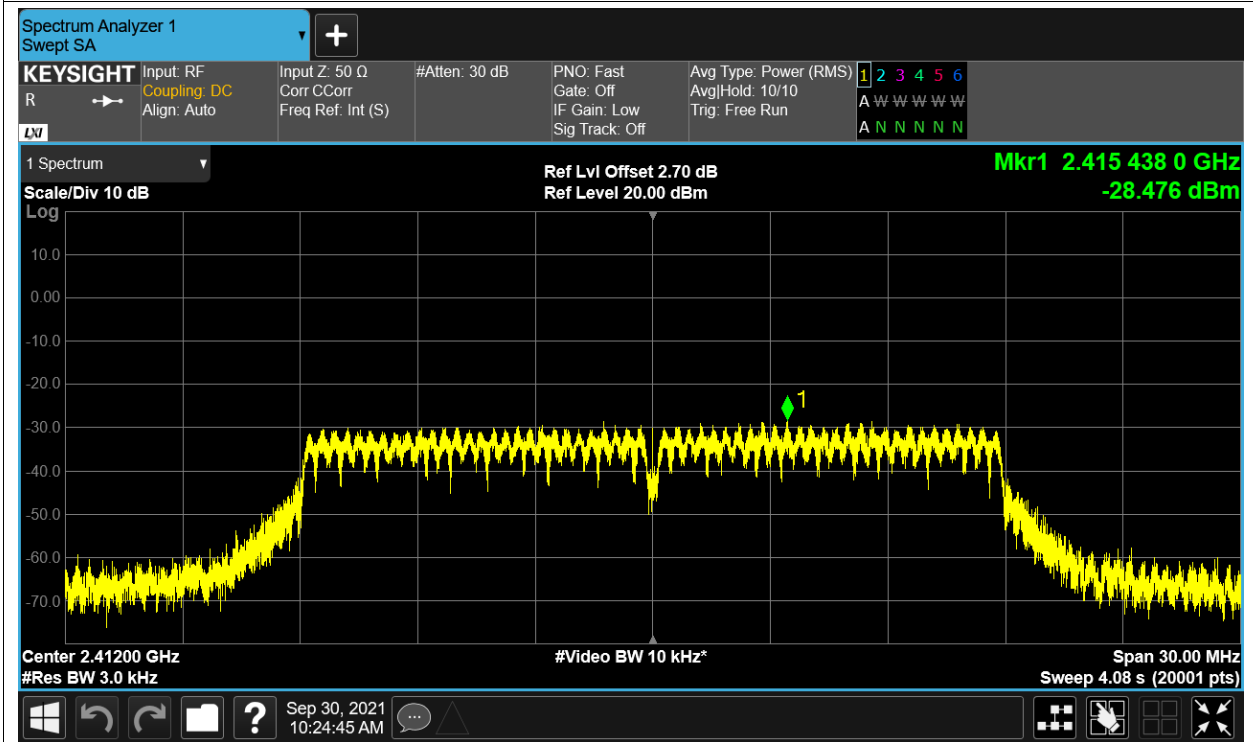 Spectrum Analyzer 1
Swept SA
+
KEYSIGHT
R
LXI
Input: RF
Coupling: DC
Align: Auto
Input Z: 50 Ω
Corr CCorr
Freq Ref: Int (S)
#Atten: 30 dB
PNO: Fast
Gate: Off
IF Gain: Low
Sig Track: Off
Avg Type: Power (RMS)
Avg|Hold: 10/10
Trig: Free Run
1 2 3 4 5 6
A W W W W W
A N N N N N
1 Spectrum
Scale/Div 10 dB
Log
Ref Lvl Offset 2.70 dB
Ref Level 20.00 dBm
Mkr1 2.415 438 0 GHz
-28.476 dBm
10.0
0.00
-10.0
-20.0
-30.0
-40.0
-50.0
-60.0
-70.0
1
Center 2.41200 GHz
#Res BW 3.0 kHz
#Video BW 10 kHz*
Span 30.00 MHz
Sweep 4.08 s (20001 pts)
?
Sep 30, 2021
10:24:45 AM